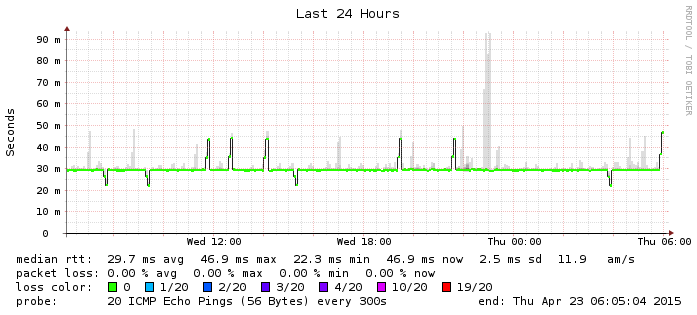 Last 24 Hours
RRDTOOL / TOBI OETIKER
Seconds
90 m
80 m
70 m
60 m
50 m
40 m
30 m
20 m
10 m
0
Wed 12:00 Wed 18:00 Thu 00:00 Thu 06:00
median rtt: 29.7 ms avg 46.9 ms max 22.3 ms min 46.9 ms now 2.5 ms sd 11.9 am/s
packet loss: 0.00 % avg 0.00 % max 0.00 % min 0.00 % now
loss color: 0 1/20 2/20 3/20 4/20 10/20 19/20
probe: 20 ICMP Echo Pings (56 Bytes) every 300s end: Thu Apr 23 06:05:04 2015